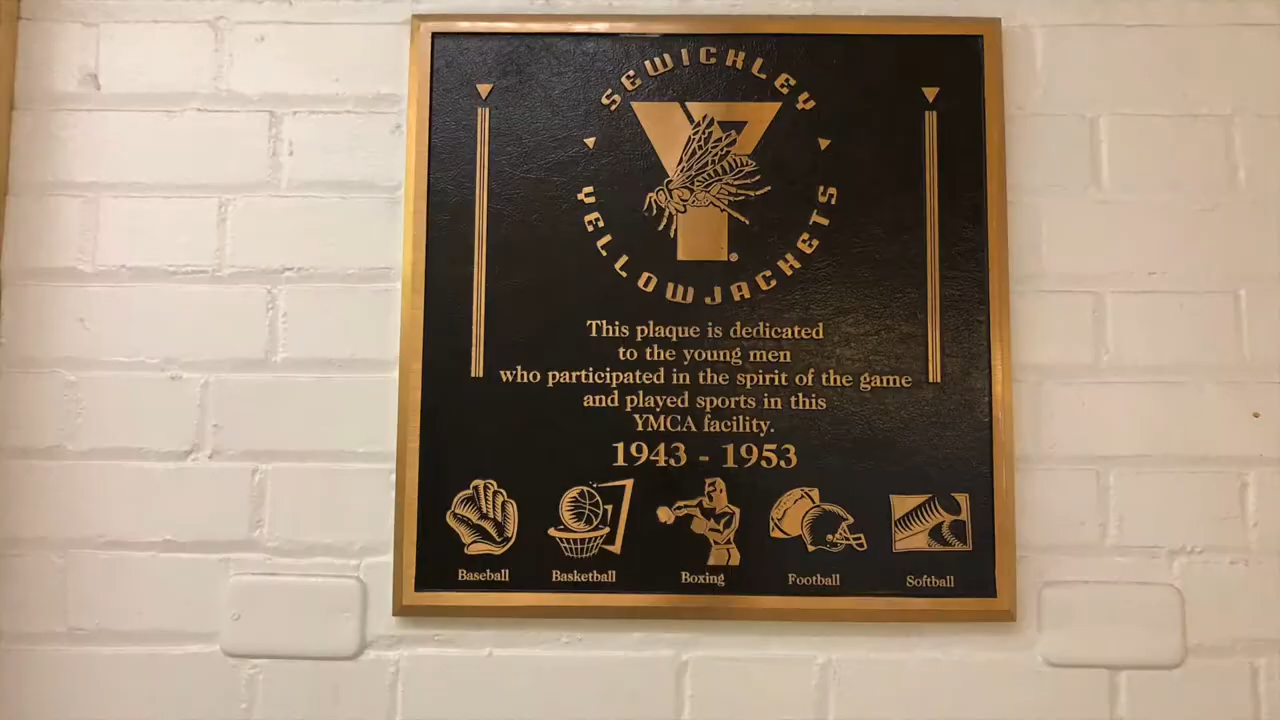 SEWICKLEY
Y
®
YELLOWJACKETS
This plaque is dedicated
to the young men
who participated in the spirit of the game
and played sports in this
YMCA facility.
1943 - 1953
Baseball Basketball Boxing Football Softball